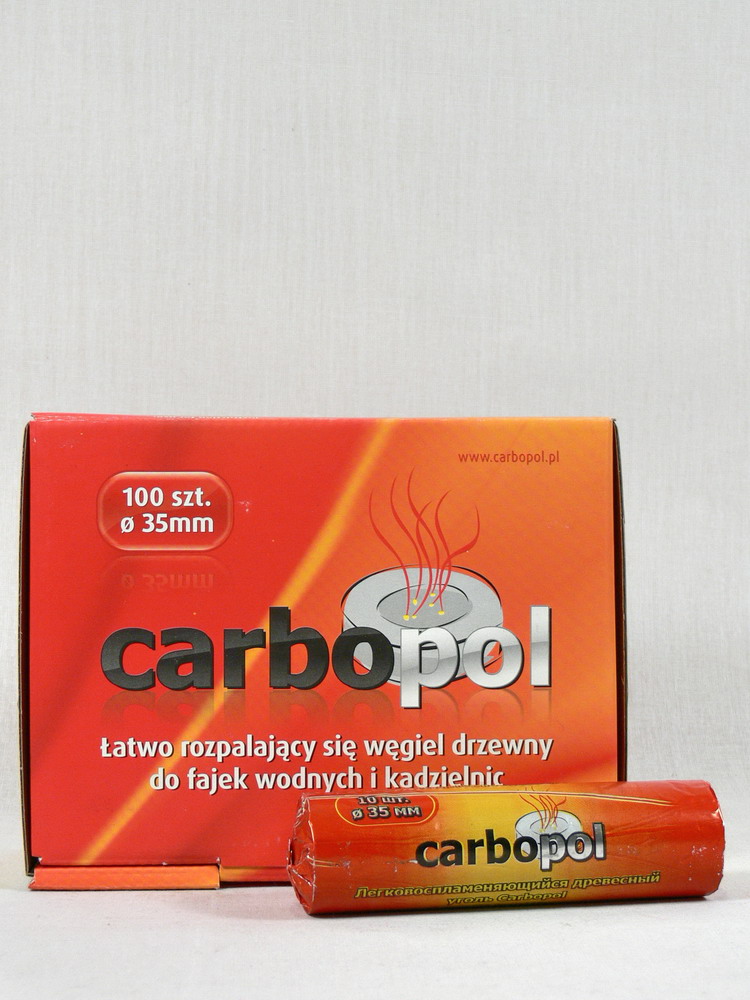 www.carbopol.pl
100 szt.
ø 35mm
carbopol
Łatwo rozpalający się węgiel drzewny
do fajek wodnych i kadzielnic
10 шт.
ø 35 мм
carbopol
Легковоспламеняющийся древесный
уголь Carbopol